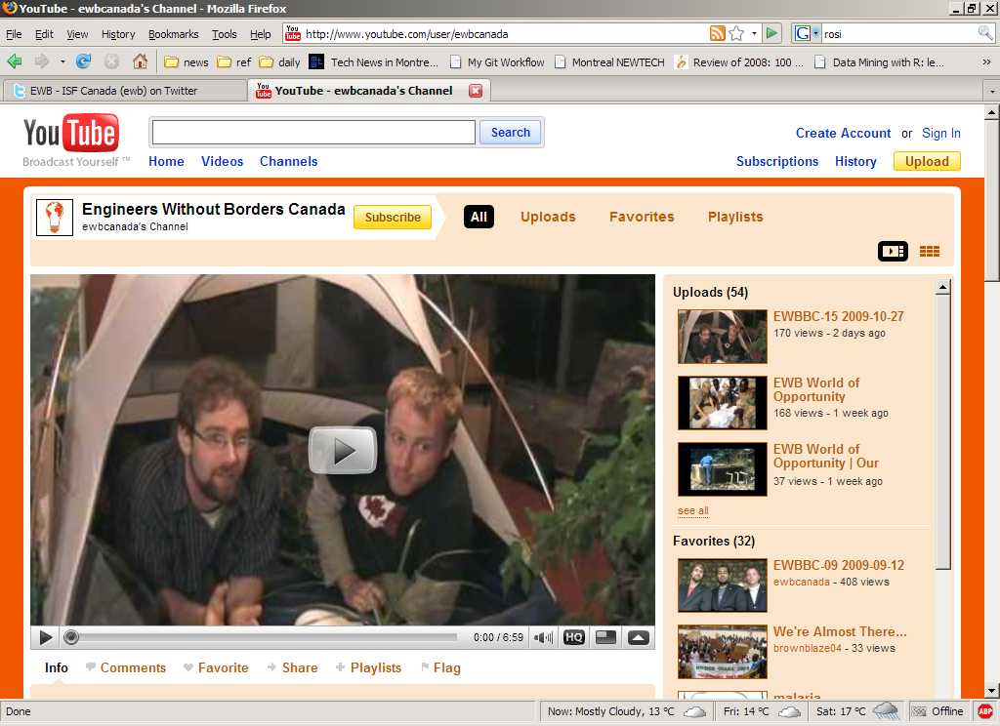 YouTube - ewbcanada's Channel - Mozilla Firefox
File Edit View History Bookmarks Tools Help
You Tube http://www.youtube.com/user/ewbcanada G rosi
news ref daily Tech News in Montre... My Git Workflow Montreal NEWTECH Review of 2008: 100 ... Data Mining with R: le... »
EWB - ISF Canada (ewb) on Twitter
You Tube YouTube - ewbcanada's Channel
YouTube
Broadcast Yourself ™
Search
Create Account or Sign In
Home Videos Channels
Subscriptions History Upload
Engineers Without Borders Canada
ewbcanada's Channel
Subscribe
All Uploads Favorites Playlists
Uploads (54)
EWBBC-15 2009-10-27
170 views - 2 days ago
EWB World of
Opportunity
168 views - 1 week ago
EWB World of
Opportunity | Our
37 views - 1 week ago
see all
Favorites (32)
EWBBC-09 2009-09-12
ewbcanada - 408 views
We're Almost There...
brownblaze04 - 33 views
malaria
0:00 / 6:59 HQ
Info Comments Favorite Share Playlists Flag
Done Now: Mostly Cloudy, 13 °C Fri: 14 °C Sat: 17 °C Offline ABP